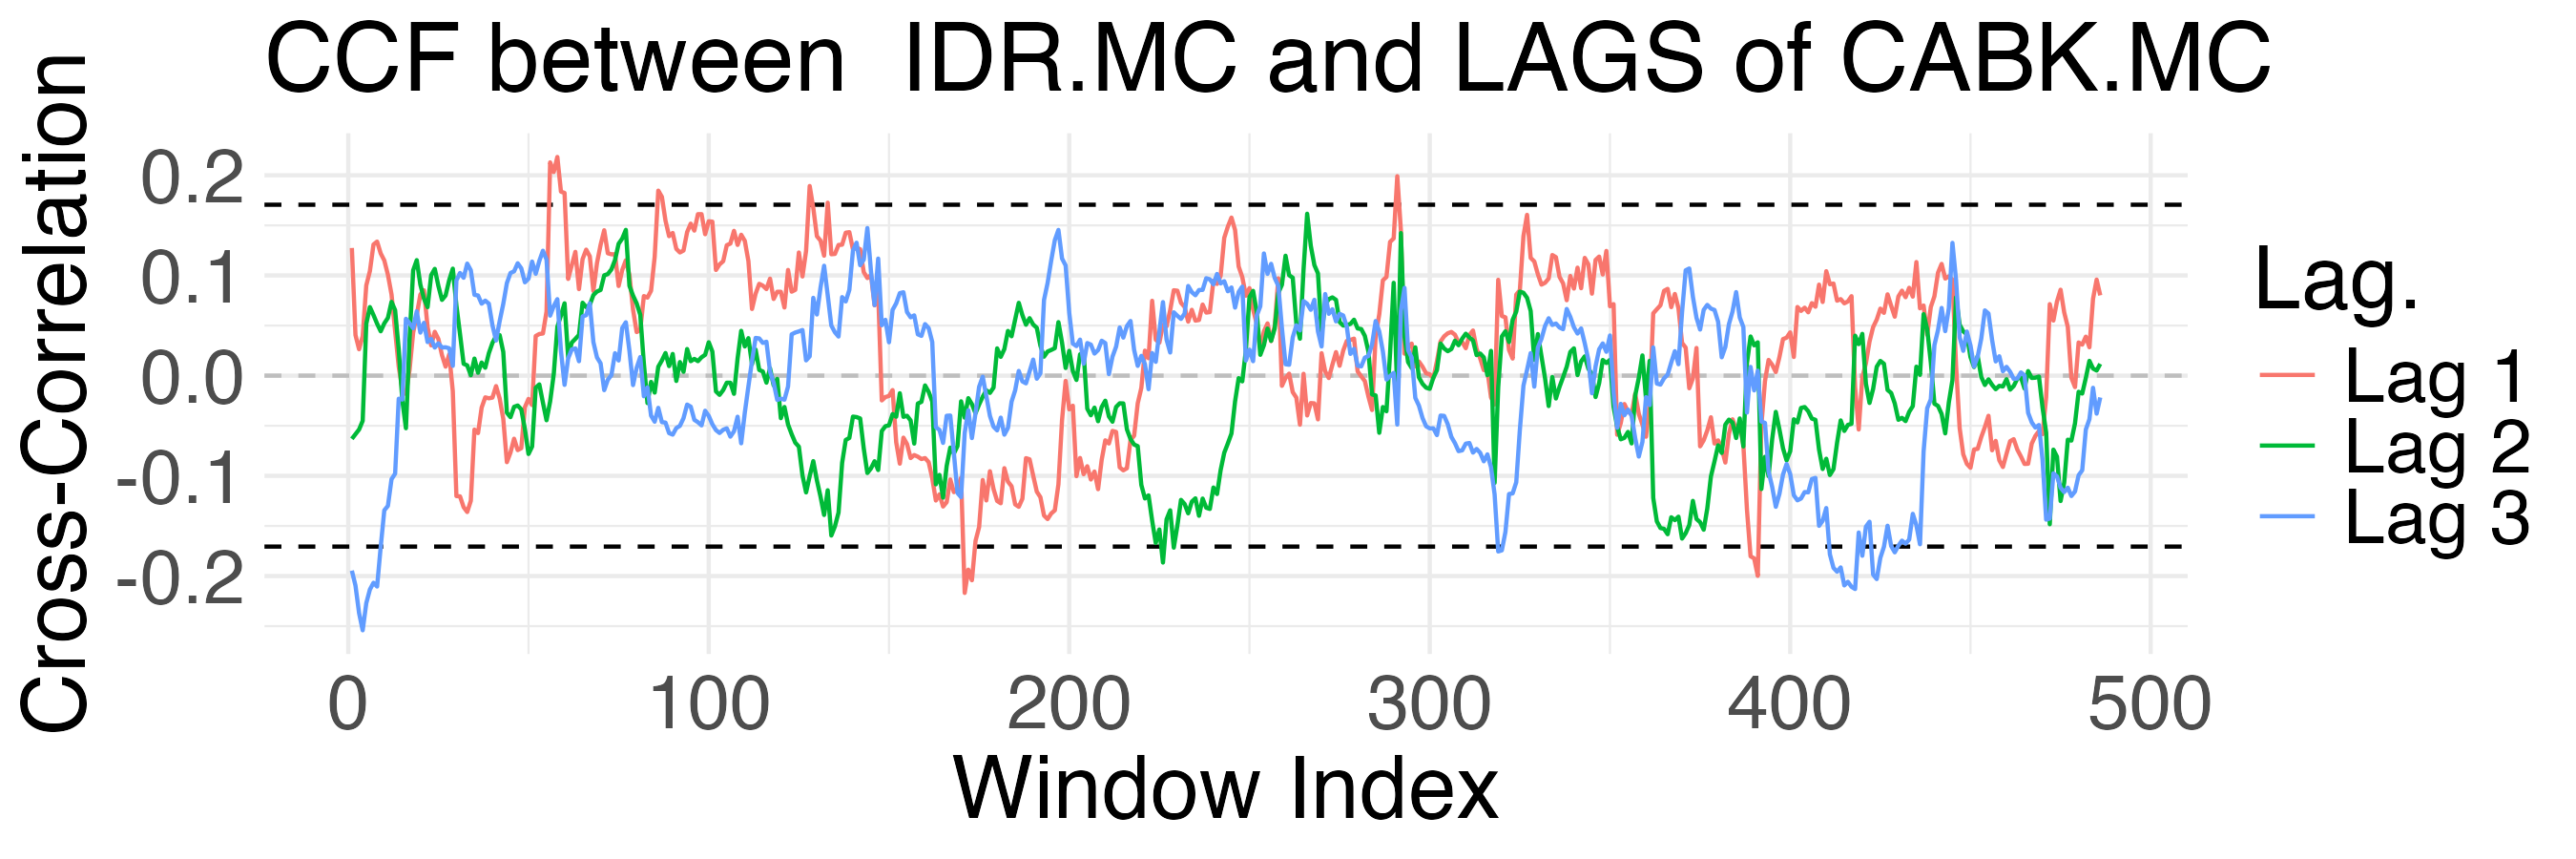 CCF between  IDR.MC and LAGS of CABK.MC
Cross-Correlation
0.2
0.1
0.0
-0.1
-0.2
0 100 200 300 400 500
Window Index
Lag.
Lag 1
Lag 2
Lag 3